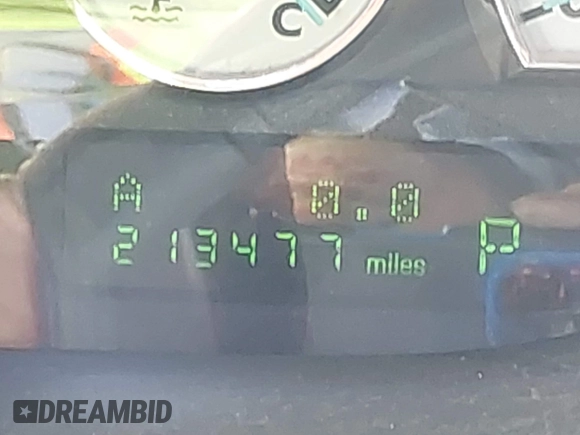 C
A 0.0
213477 miles P
DREAMBID